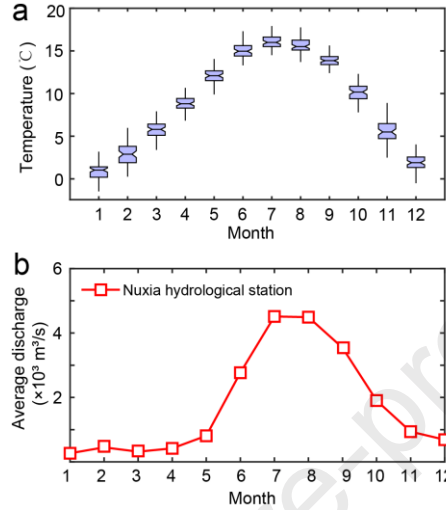 a
Temperature (℃)
20
15
10
5
0
1 2 3 4 5 6 7 8 9 10 11 12
Month
b
Average discharge
(×10³ m³/s)
6
4
2
Nuxia hydrological station
1 2 3 4 5 6 7 8 9 10 11 12
Month
re-pro